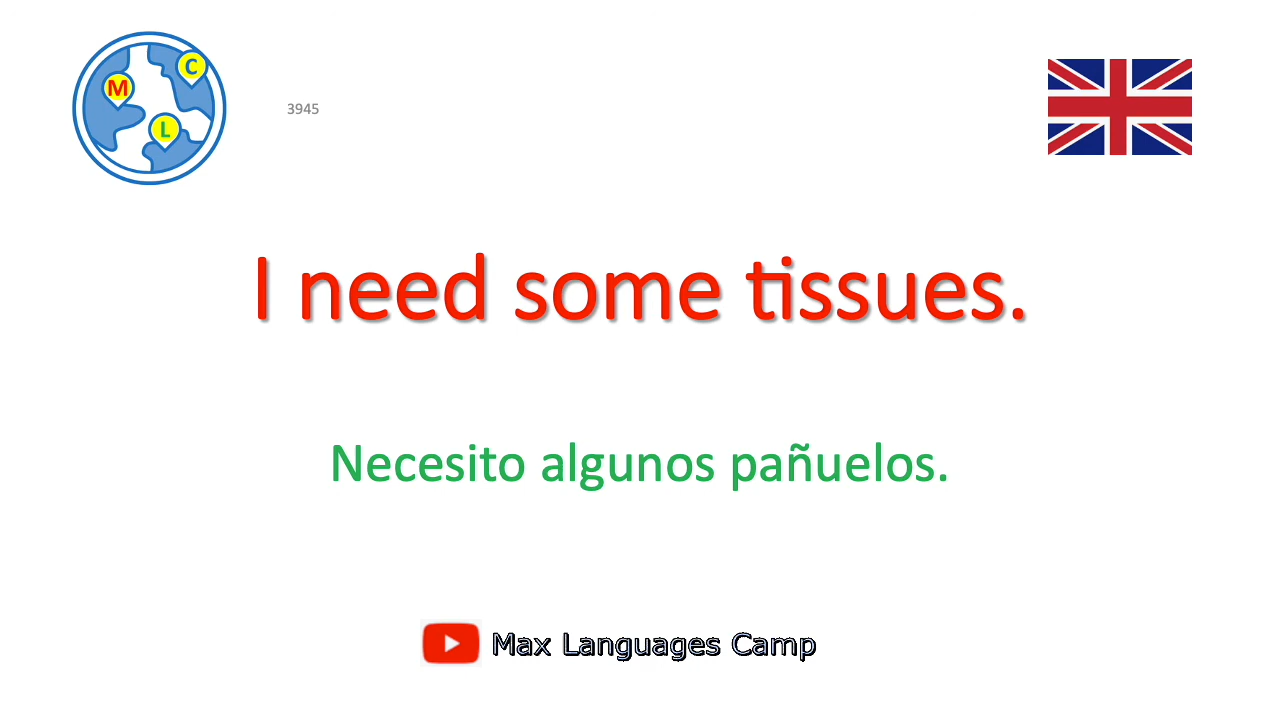 C
M
L
3945
I need some tissues.
Necesito algunos pañuelos.
Max Languages Camp